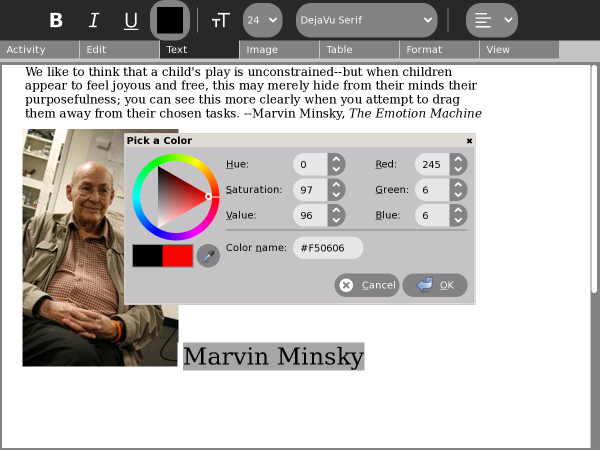 B I U TT 24 DejaVu Serif
Activity Edit Text Image Table Format View
We like to think that a child's play is unconstrained--but when children
appear to feel joyous and free, this may merely hide from their minds their
purposefulness; you can see this more clearly when you attempt to drag
them away from their chosen tasks. --Marvin Minsky, The Emotion Machine
Pick a Color
Hue: 0 Red: 245
Saturation: 97 Green: 6
Value: 96 Blue: 6
Color name: #F50606
Cancel OK
Marvin Minsky